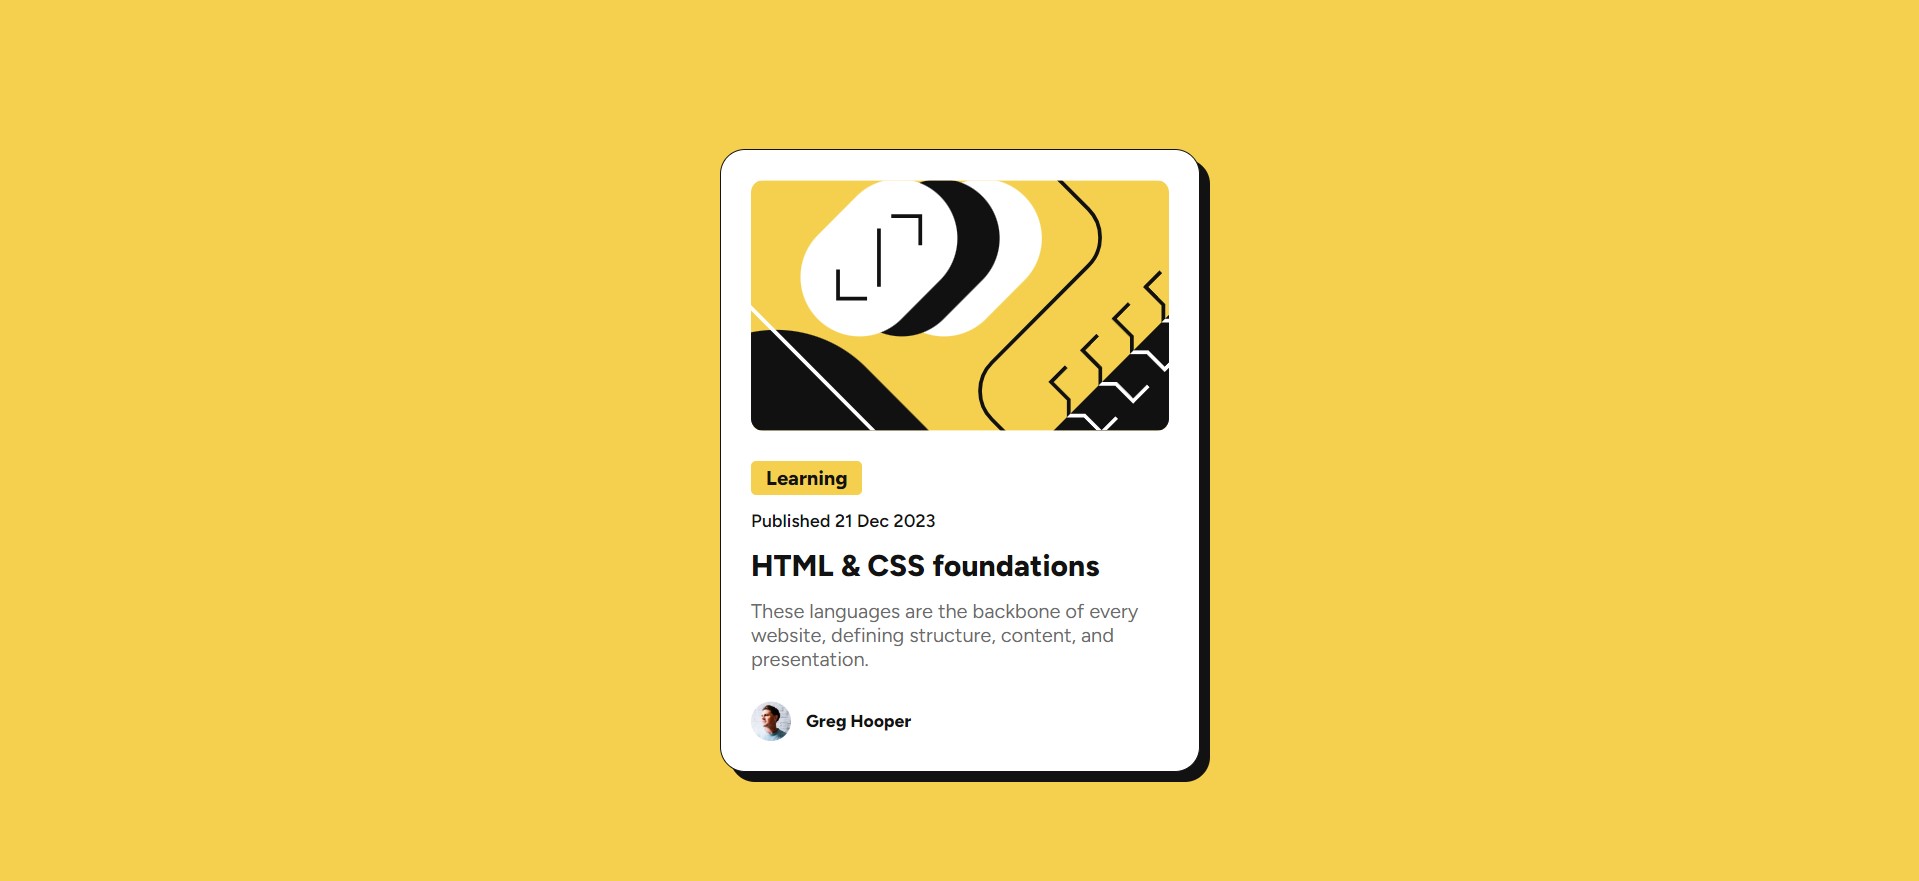 Learning
Published 21 Dec 2023
HTML & CSS foundations
These languages are the backbone of every
website, defining structure, content, and
presentation.
Greg Hooper